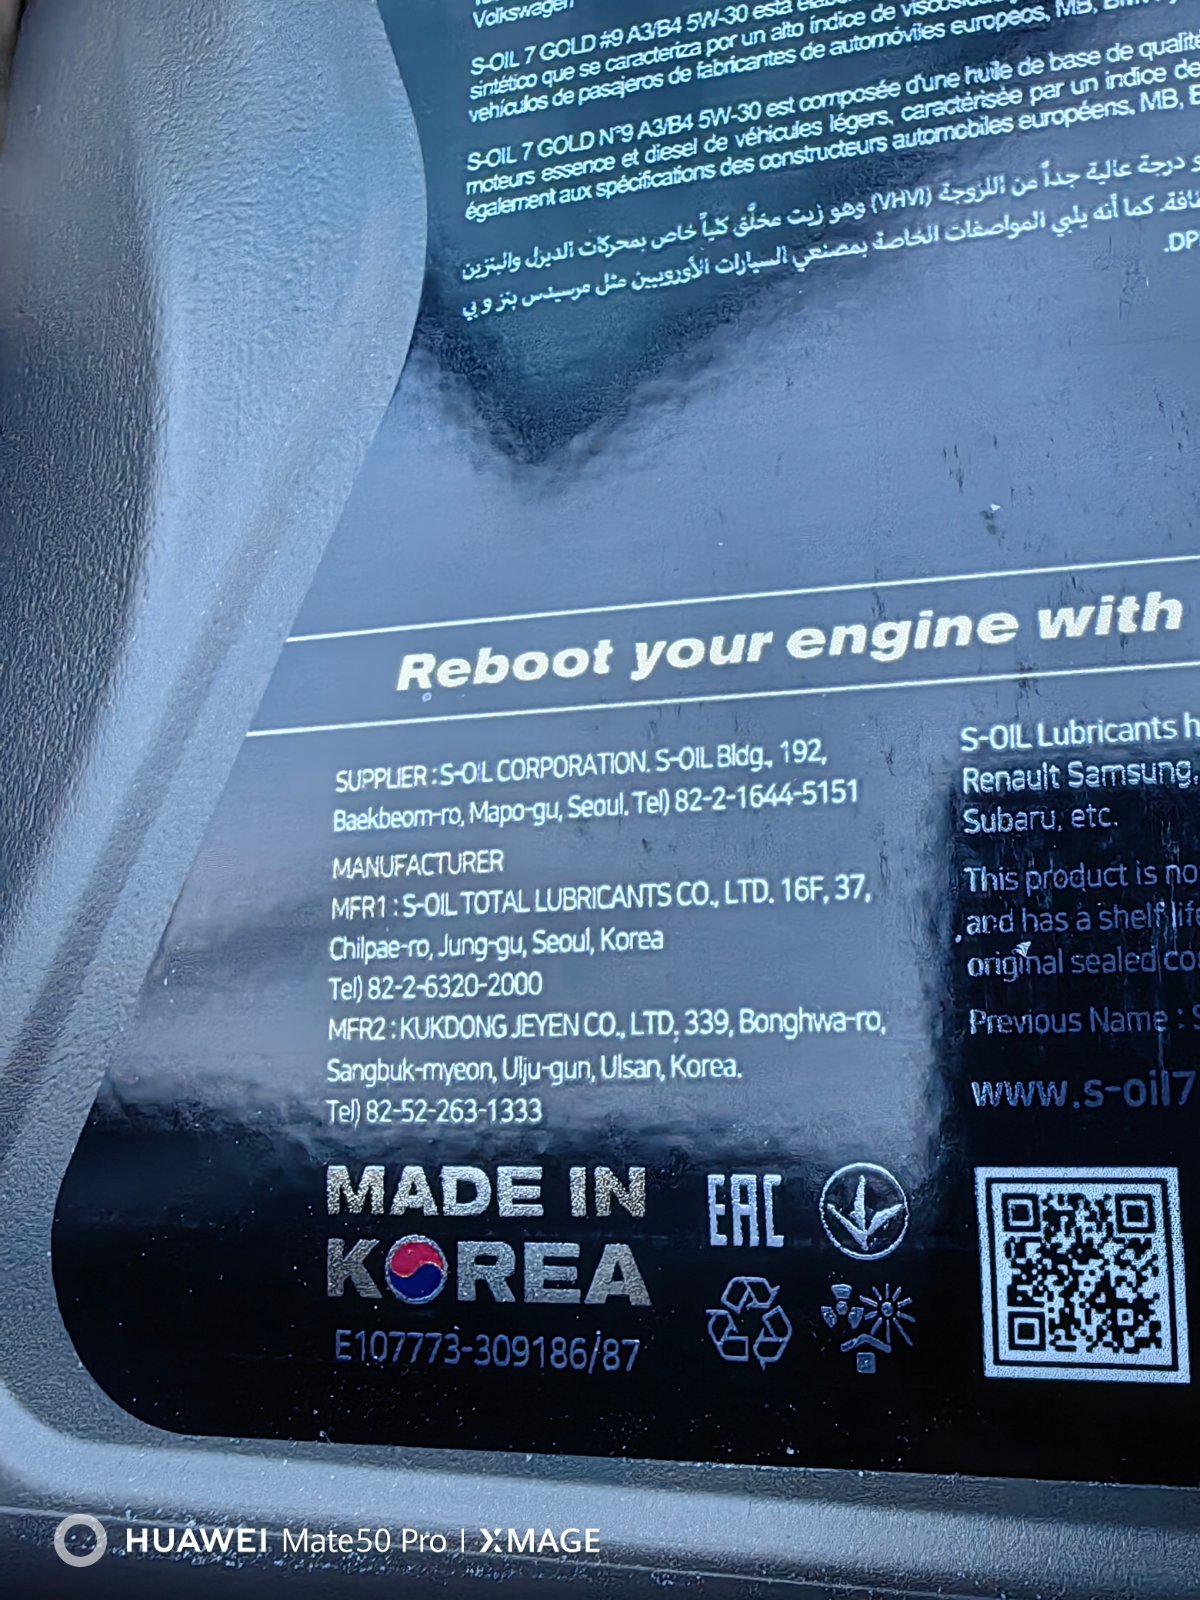 Volkswagen
S-OIL 7 GOLD #9 A3/B4 5W-30 está
sintético que se caracteriza por un alto índice de
vehículos de pasajeros de fabricantes de automóviles europeos, MB,
S-OIL 7 GOLD N°9 A3/B4 5W-30 est composée d'une huile de base de qualité
moteurs essence et diesel de véhicules légers, caractérisée par un indice de
également aux spécifications des constructeurs automobiles européens, MB,
درجة عالية جداً من اللزوجة (VHVI) وهو زيت مخلَّق كلياً خاص بمحركات الديزل والبنزين
كما أنه يلبي المواصفات الخاصة بمصنعي السيارات الأوروبيين مثل مرسيدس بنز و بي
.DP
Reboot your engine with
SUPPLIER : S-OIL CORPORATION. S-OIL Bldg., 192,
Baekbeom-ro, Mapo-gu, Seoul. Tel) 82-2-1644-5151
MANUFACTURER
MFR1 : S-OIL TOTAL LUBRICANTS CO., LTD. 16F, 37,
Chilpae-ro, Jung-gu, Seoul, Korea
Tel) 82-2-6320-2000
MFR2 : KUKDONG JEYEN CO., LTD, 339, Bonghwa-ro,
Sangbuk-myeon, Ulju-gun, Ulsan, Korea.
Tel) 82-52-263-1333
MADE IN
KOREA
E107773-309186/87
EAC
S-OIL Lubricants h
Renault Samsung,
Subaru, etc.
This product is no
and has a shelf life
original sealed co
Previous Name :
www.s-oil7
HUAWEI Mate50 Pro | XMAGE